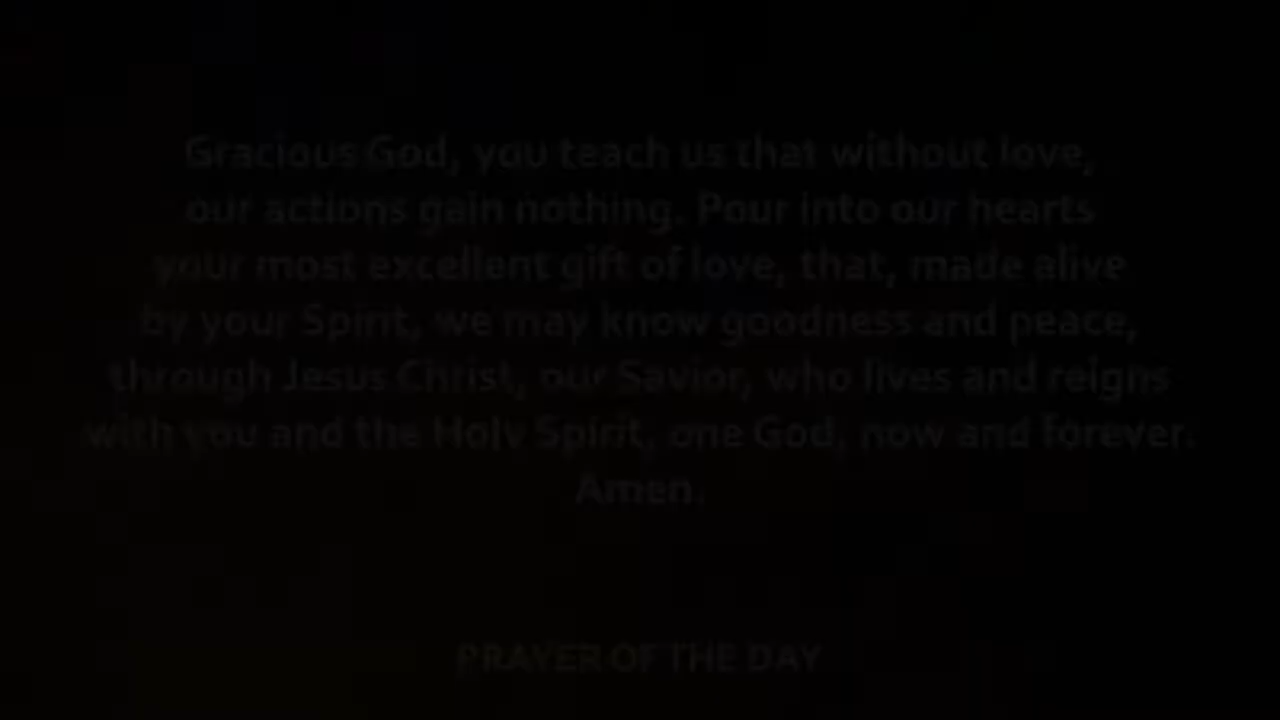 Gracious God, you teach us that without love,
our actions gain nothing. Pour into our hearts
your most excellent gift of love, that, made alive
by your Spirit, we may know goodness and peace,
through Jesus Christ, our Savior, who lives and reigns
with you and the Holy Spirit, one God, now and forever.
Amen.
PRAYER OF THE DAY